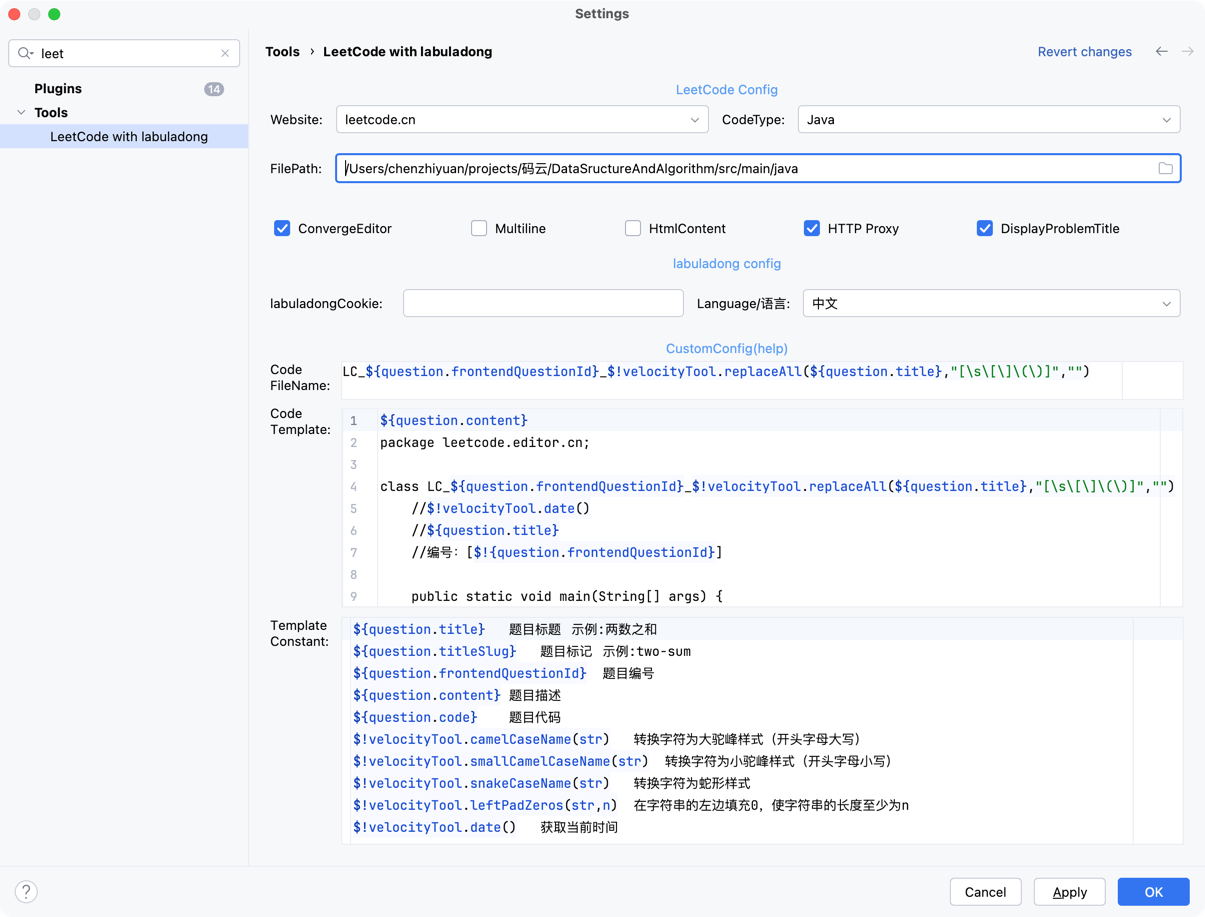 Settings
leet
Plugins 14
Tools
LeetCode with labuladong
Tools › LeetCode with labuladong
Revert changes
LeetCode Config
Website: leetcode.cn CodeType: Java
FilePath: /Users/chenzhiyuan/projects/码云/DataSructureAndAlgorithm/src/main/java
ConvergeEditor Multiline HtmlContent HTTP Proxy DisplayProblemTitle
labuladong config
labuladongCookie: Language/语言: 中文
CustomConfig(help)
Code FileName: LC_${question.frontendQuestionId}_$!velocityTool.replaceAll(${question.title},"[\s\[\]\(\)]","")
Code Template:
1 ${question.content}
2 package leetcode.editor.cn;
3
4 class LC_${question.frontendQuestionId}_$!velocityTool.replaceAll(${question.title},"[\s\[\]\(\)]","")
5 //$!velocityTool.date()
6 //${question.title}
7 //编号：[$!{question.frontendQuestionId}]
8
9 public static void main(String[] args) {
Template Constant:
${question.title} 题目标题 示例:两数之和
${question.titleSlug} 题目标记 示例:two-sum
${question.frontendQuestionId} 题目编号
${question.content} 题目描述
${question.code} 题目代码
$!velocityTool.camelCaseName(str) 转换字符为大驼峰样式（开头字母大写）
$!velocityTool.smallCamelCaseName(str) 转换字符为小驼峰样式（开头字母小写）
$!velocityTool.snakeCaseName(str) 转换字符为蛇形样式
$!velocityTool.leftPadZeros(str,n) 在字符串的左边填充0，使字符串的长度至少为n
$!velocityTool.date() 获取当前时间
? Cancel Apply OK